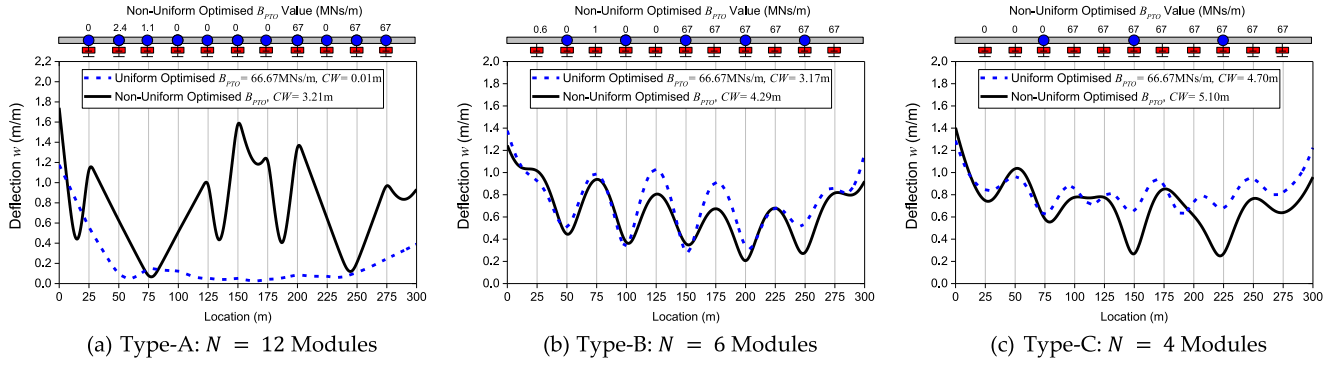 Non-Uniform Optimised B_PTO Value (MNs/m)
0 2.4 1.1 0 0 0 0 67 0 67 67
2,2
2,0
1,8
1,6
1,4
1,2
1,0
0,8
0,6
0,4
0,2
0,0
Deflection w (m/m)
Uniform Optimised B_PTO = 66.67MNs/m, CW= 0.01m
Non-Uniform Optimised B_PTO, CW= 3.21m
0 25 50 75 100 125 150 175 200 225 250 275 300
Location (m)
(a) Type-A: N = 12 Modules
Non-Uniform Optimised B_PTO Value (MNs/m)
0.6 0 1 0 0 67 67 67 67 67 67
2,2
2,0
1,8
1,6
1,4
1,2
1,0
0,8
0,6
0,4
0,2
0,0
Deflection w (m/m)
Uniform Optimised B_PTO = 66.67MNs/m, CW= 3.17m
Non-Uniform Optimised B_PTO, CW= 4.29m
0 25 50 75 100 125 150 175 200 225 250 275 300
Location (m)
(b) Type-B: N = 6 Modules
Non-Uniform Optimised B_PTO Value (MNs/m)
0 0 0 67 67 67 67 67 67 67 67
2,2
2,0
1,8
1,6
1,4
1,2
1,0
0,8
0,6
0,4
0,2
0,0
Deflection w (m/m)
Uniform Optimised B_PTO = 66.67MNs/m, CW= 4.70m
Non-Uniform Optimised B_PTO, CW= 5.10m
0 25 50 75 100 125 150 175 200 225 250 275 300
Location (m)
(c) Type-C: N = 4 Modules